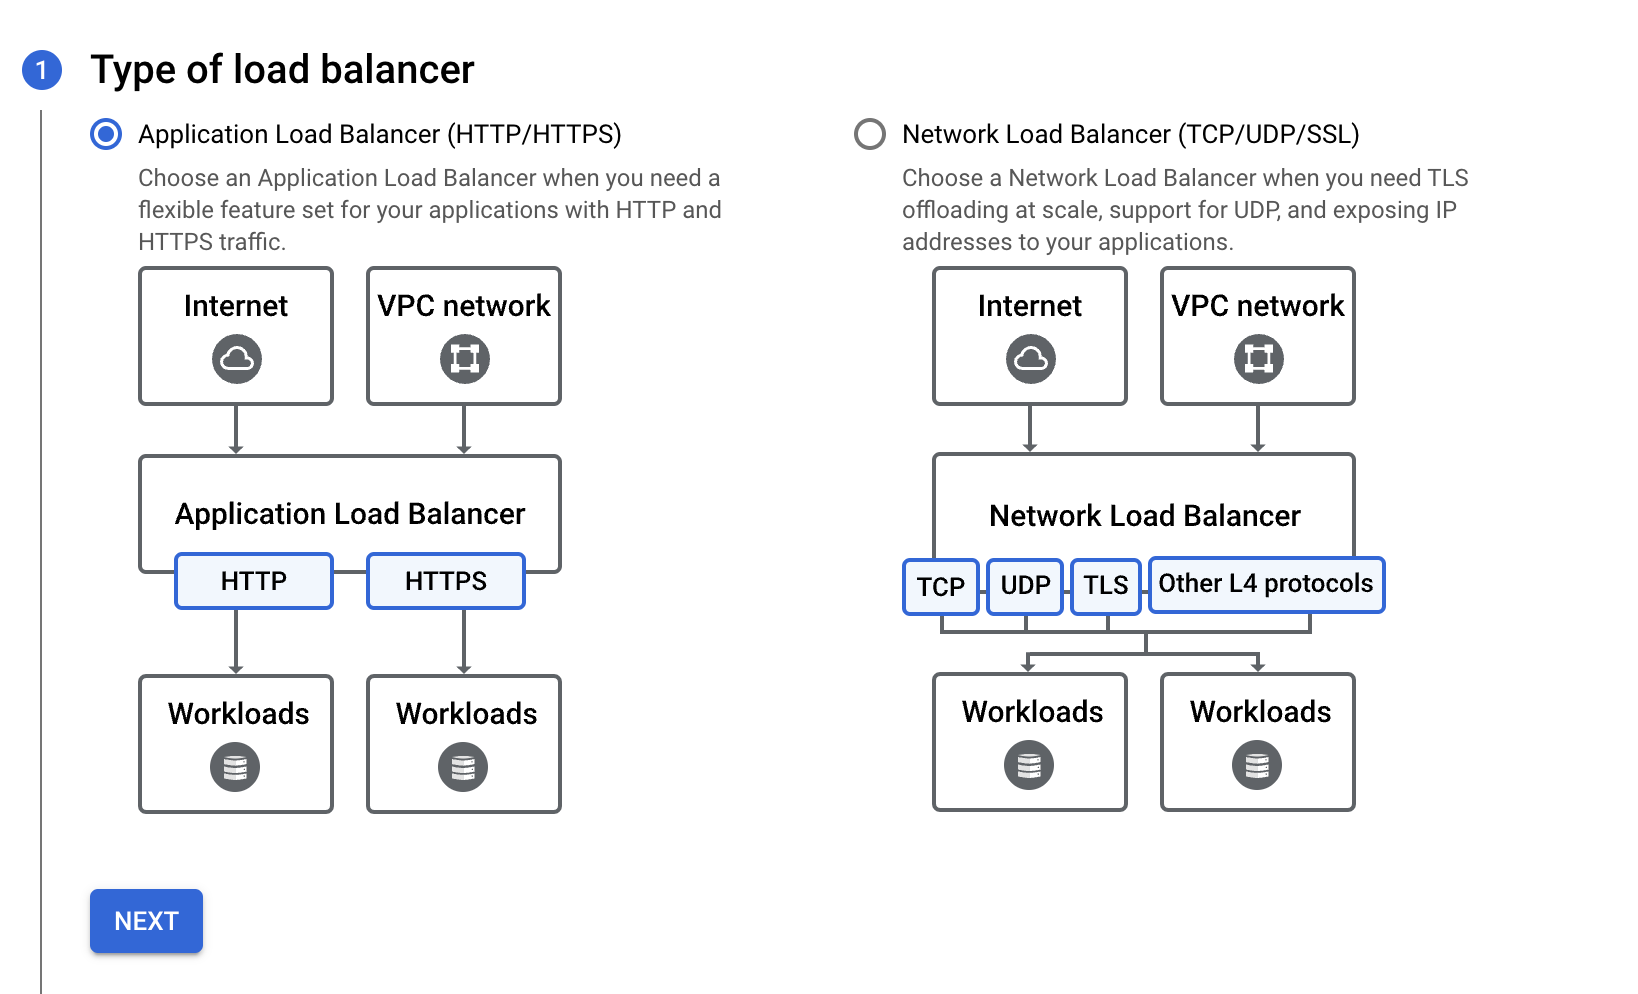 1
Type of load balancer
Application Load Balancer (HTTP/HTTPS)
Choose an Application Load Balancer when you need a
flexible feature set for your applications with HTTP and
HTTPS traffic.
Internet
VPC network
Application Load Balancer
HTTP
HTTPS
Workloads
Workloads
Network Load Balancer (TCP/UDP/SSL)
Choose a Network Load Balancer when you need TLS
offloading at scale, support for UDP, and exposing IP
addresses to your applications.
Internet
VPC network
Network Load Balancer
TCP
UDP
TLS
Other L4 protocols
Workloads
Workloads
NEXT